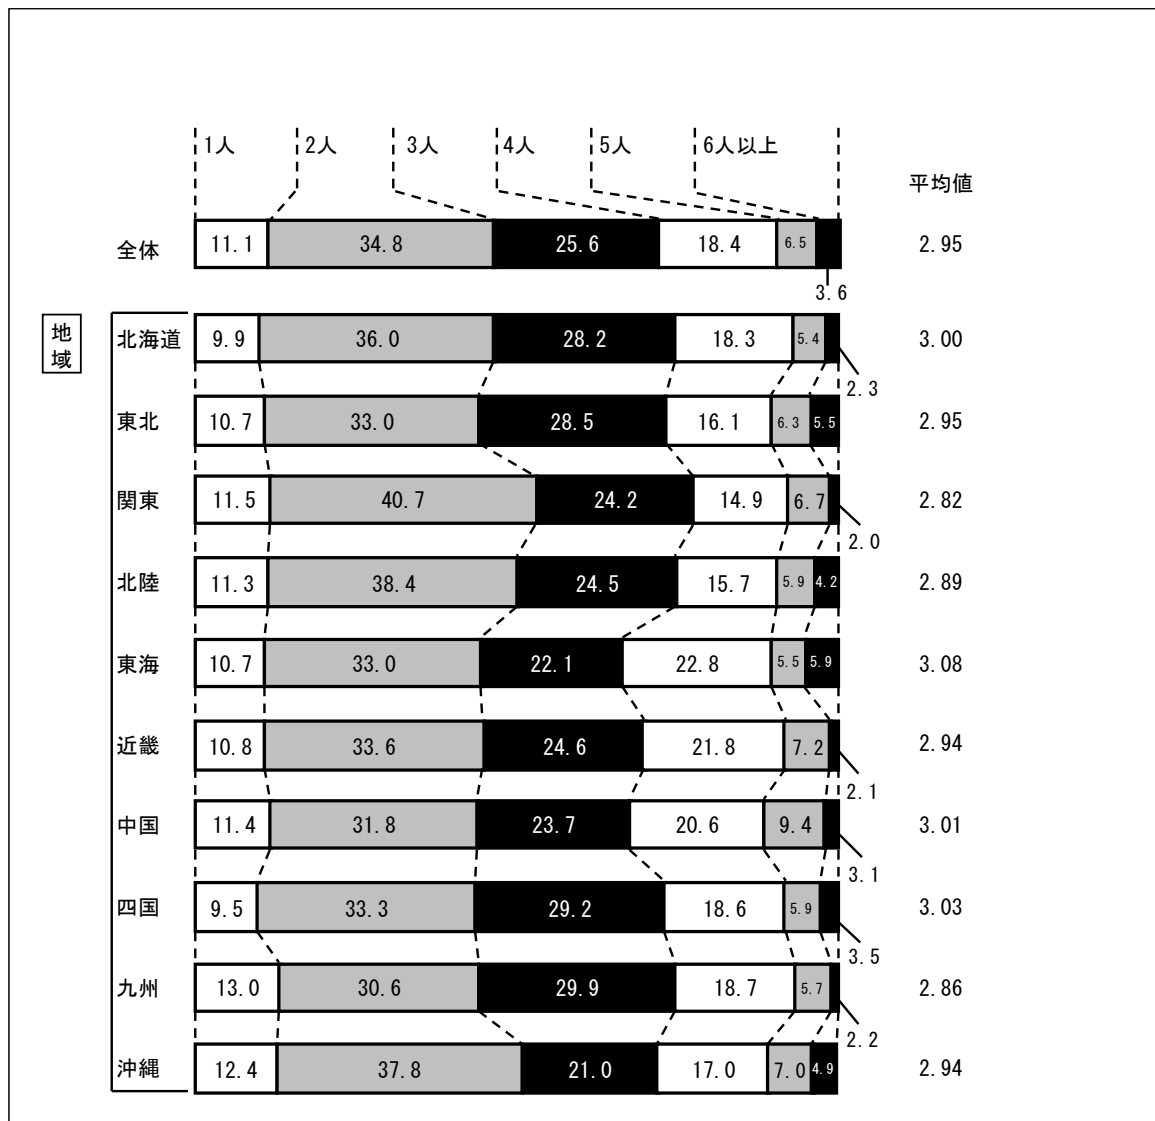 1人 2人 3人 4人 5人 6人以上
平均値
全体 11.1 34.8 25.6 18.4 6.5 2.95
3.6
地域
北海道 9.9 36.0 28.2 18.3 5.4 3.00
2.3
東北 10.7 33.0 28.5 16.1 6.3 5.5 2.95
関東 11.5 40.7 24.2 14.9 6.7 2.82
2.0
北陸 11.3 38.4 24.5 15.7 5.9 4.2 2.89
東海 10.7 33.0 22.1 22.8 5.5 5.9 3.08
近畿 10.8 33.6 24.6 21.8 7.2 2.94
2.1
中国 11.4 31.8 23.7 20.6 9.4 3.01
3.1
四国 9.5 33.3 29.2 18.6 5.9 3.03
3.5
九州 13.0 30.6 29.9 18.7 5.7 2.86
2.2
沖縄 12.4 37.8 21.0 17.0 7.0 4.9 2.94